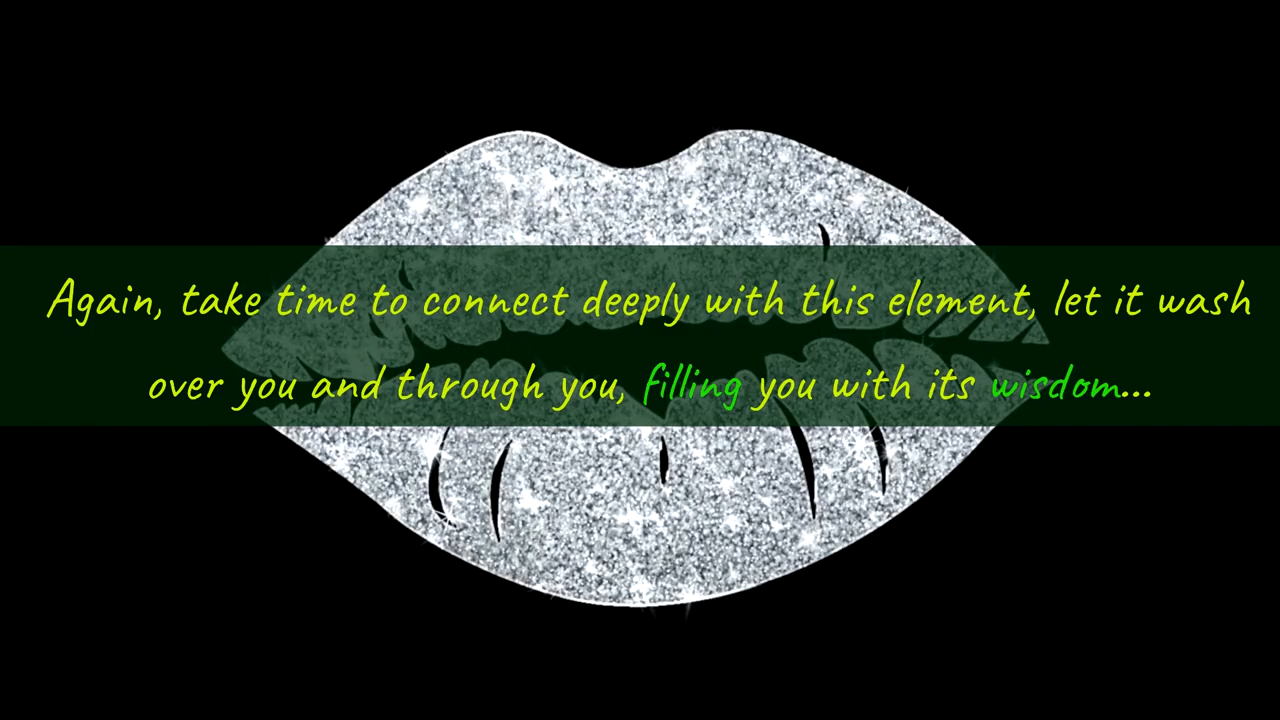 Again, take time to connect deeply with this element, let it wash
over you and through you, filling you with its wisdom...